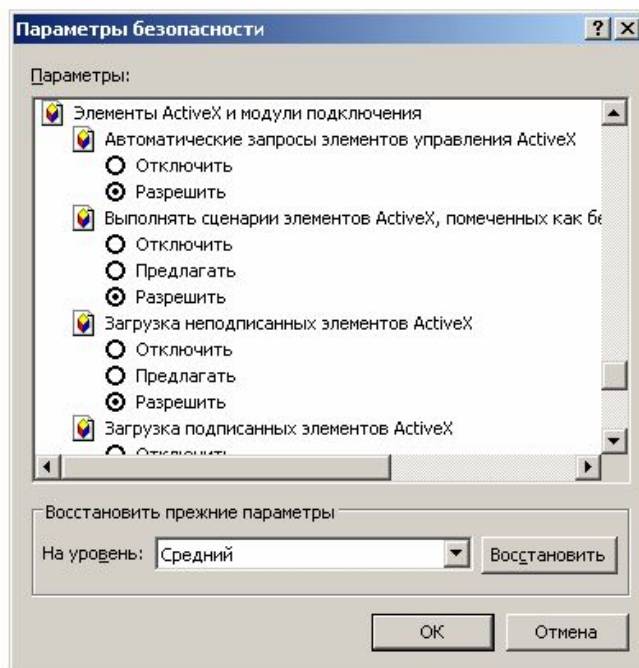 Параметры безопасности
Параметры:
Элементы ActiveX и модули подключения
Автоматические запросы элементов управления ActiveX
Отключить
Разрешить
Выполнять сценарии элементов ActiveX, помеченных как бе
Отключить
Предлагать
Разрешить
Загрузка неподписанных элементов ActiveX
Отключить
Предлагать
Разрешить
Загрузка подписанных элементов ActiveX
Восстановить прежние параметры
На уровень: Средний Восстановить
ОК Отмена